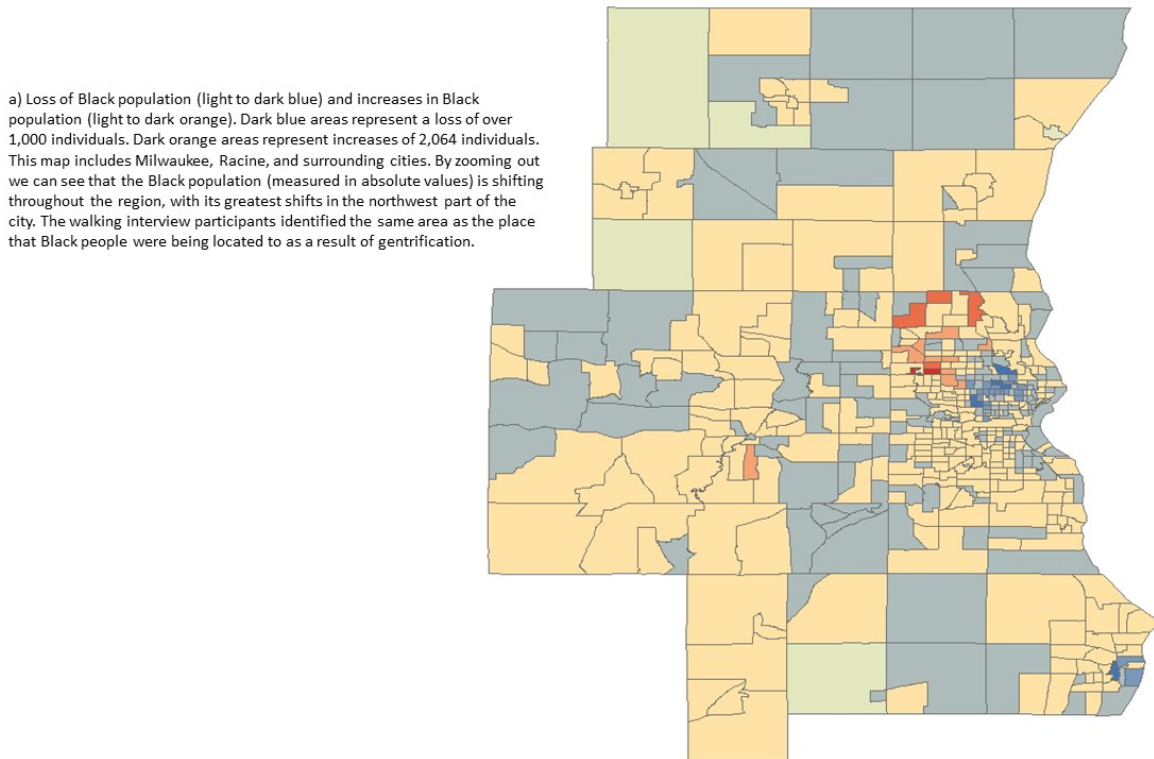 a) Loss of Black population (light to dark blue) and increases in Black
population (light to dark orange). Dark blue areas represent a loss of over
1,000 individuals. Dark orange areas represent increases of 2,064 individuals.
This map includes Milwaukee, Racine, and surrounding cities. By zooming out
we can see that the Black population (measured in absolute values) is shifting
throughout the region, with its greatest shifts in the northwest part of the
city. The walking interview participants identified the same area as the place
that Black people were being located to as a result of gentrification.